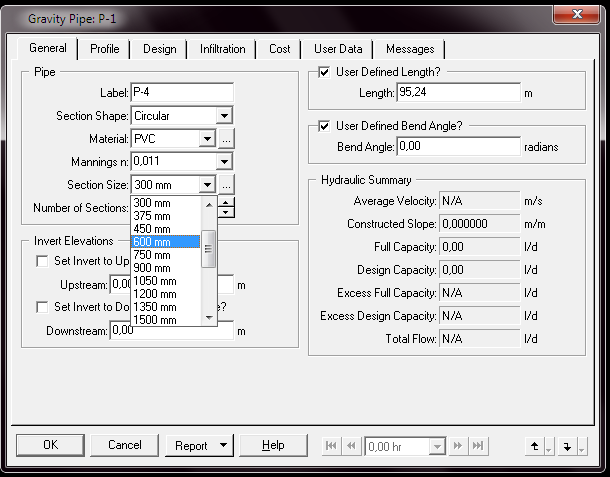 Gravity Pipe: P-1
General Profile Design Infiltration Cost User Data Messages
Pipe
Label: P-4
Section Shape: Circular
Material: PVC ...
Mannings n: 0,011
Section Size: 300 mm ...
Number of Sections:
300 mm
375 mm
450 mm
600 mm
750 mm
900 mm
1050 mm
1200 mm
1350 mm
1500 mm
Invert Elevations
Set Invert to Up
Upstream: 0,00 m
Set Invert to Do e?
Downstream: 0,00 m
User Defined Length?
Length: 95,24 m
User Defined Bend Angle?
Bend Angle: 0,00 radians
Hydraulic Summary
Average Velocity: N/A m/s
Constructed Slope: 0,000000 m/m
Full Capacity: 0,00 l/d
Design Capacity: 0,00 l/d
Excess Full Capacity: N/A l/d
Excess Design Capacity: N/A l/d
Total Flow: N/A l/d
OK Cancel Report Help 0,00 hr